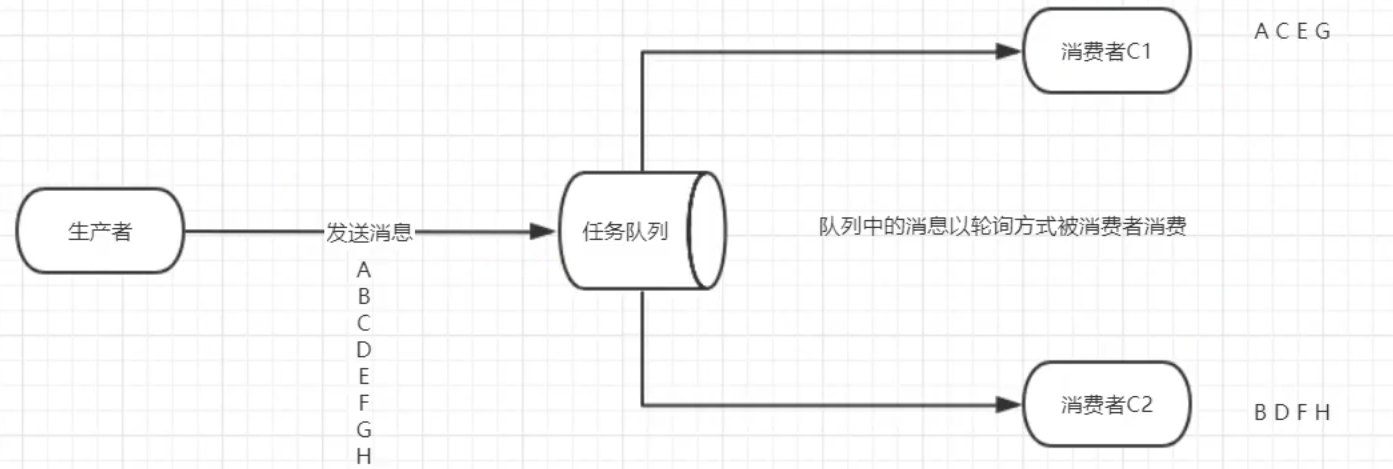 消费者C1
A C E G
生产者
发送消息
任务队列
队列中的消息以轮询方式被消费者消费
A
B
C
D
E
F
G
H
消费者C2
B D F H